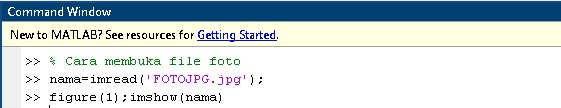 Command Window
New to MATLAB? See resources for Getting Started.
>> % Cara membuka file foto
>> nama=imread('FOTOJPG.jpg');
>> figure(1);imshow(nama)